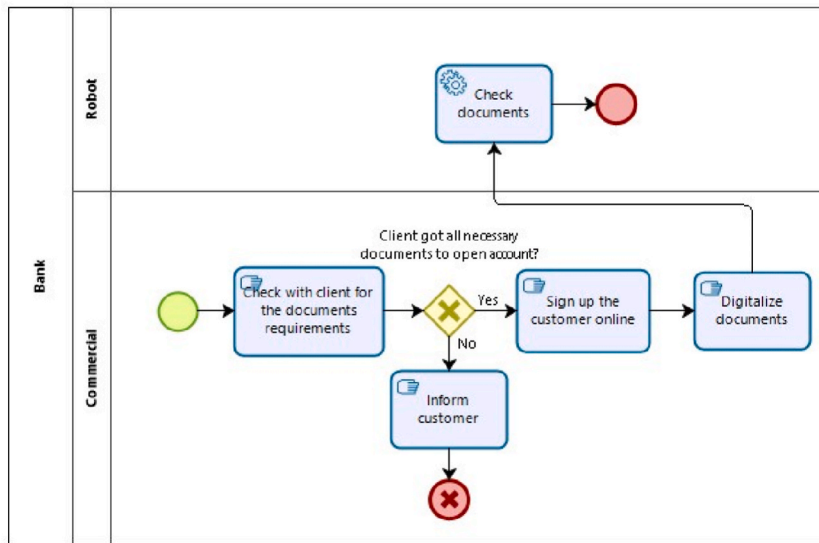 Bank
Robot
Check
documents
Commercial
Client got all necessary
documents to open account?
Check with client for
the documents
requirements
Yes
Sign up the
customer online
Digitalize
documents
No
Inform
customer